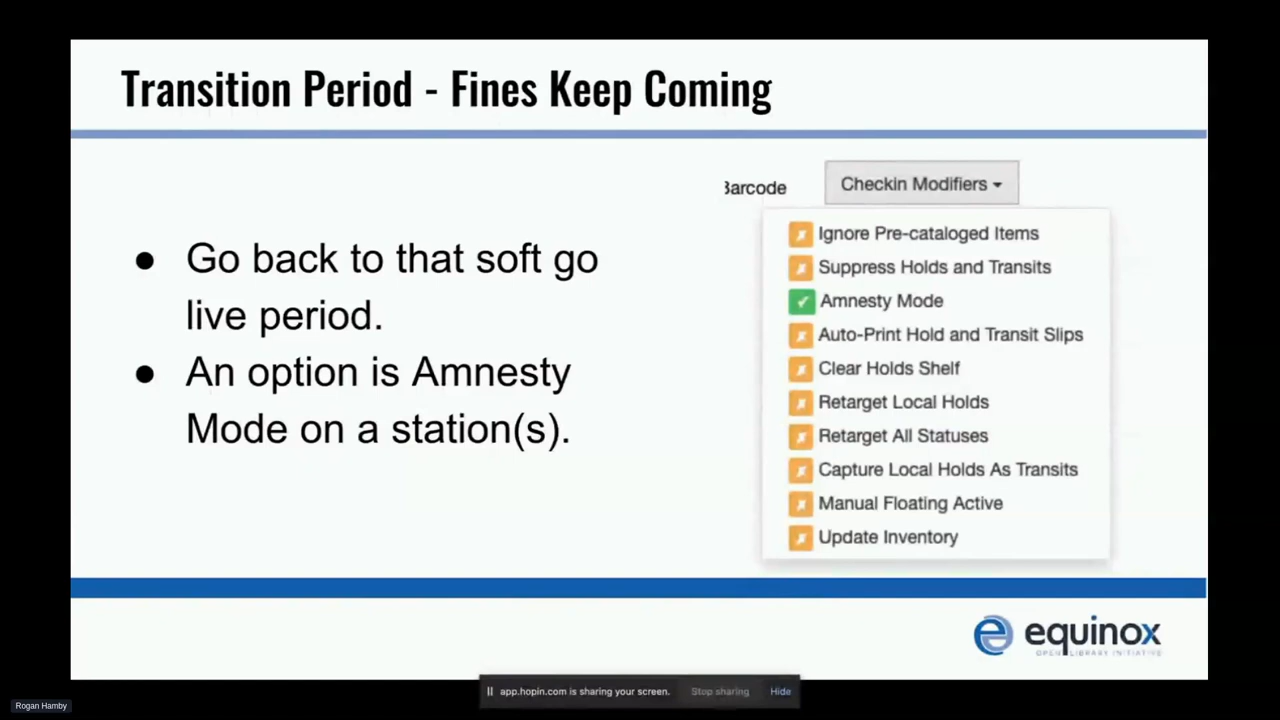 Transition Period - Fines Keep Coming
● Go back to that soft go
live period.
● An option is Amnesty
Mode on a station(s).
Barcode
Checkin Modifiers
Ignore Pre-cataloged Items
Suppress Holds and Transits
Amnesty Mode
Auto-Print Hold and Transit Slips
Clear Holds Shelf
Retarget Local Holds
Retarget All Statuses
Capture Local Holds As Transits
Manual Floating Active
Update Inventory
equinox
OPEN LIBRARY INITIATIVE
app.hopin.com is sharing your screen.
Stop sharing
Hide
Rogan Hamby